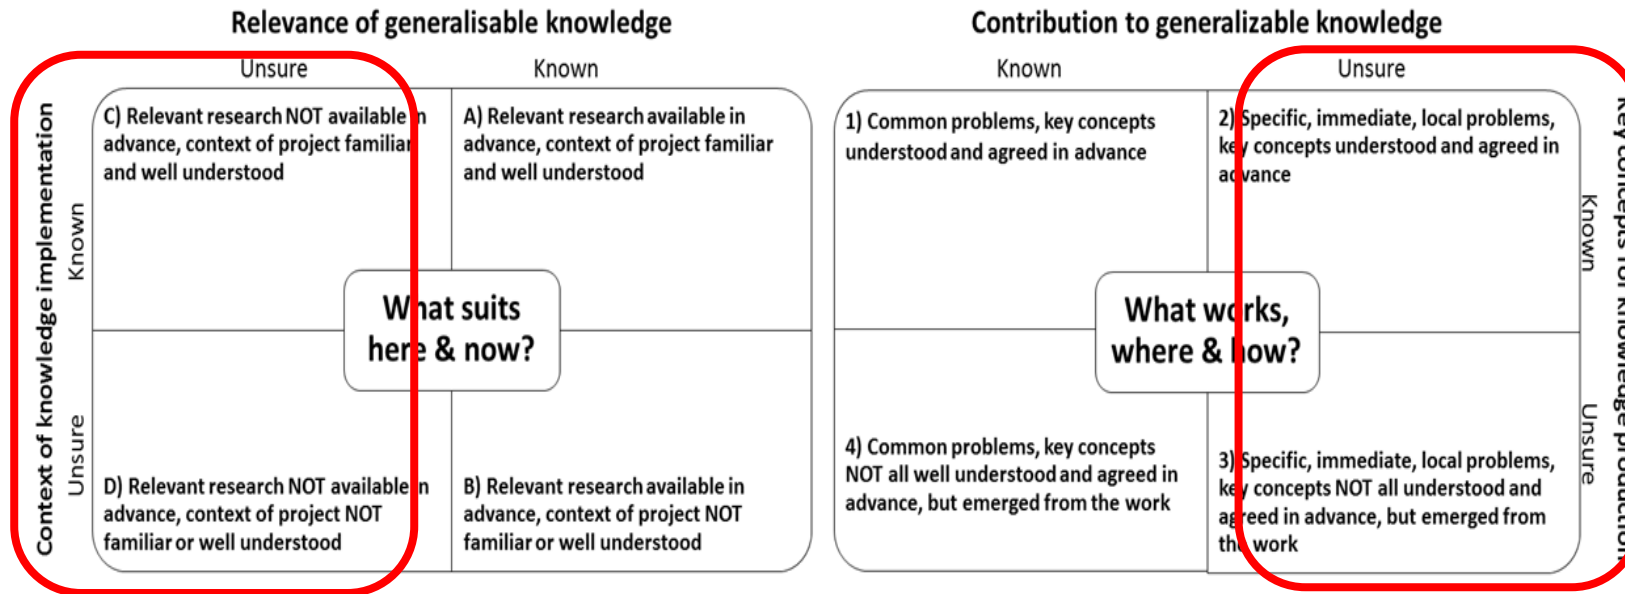 Relevance of generalisable knowledge
Unsure
Known
Context of knowledge implementation
Known
Unsure
C) Relevant research NOT available in
advance, context of project familiar
and well understood
A) Relevant research available in
advance, context of project familiar
and well understood
What suits
here & now?
D) Relevant research NOT available in
advance, context of project NOT
familiar or well understood
B) Relevant research available in
advance, context of project NOT
familiar or well understood
Contribution to generalizable knowledge
Known
Unsure
1) Common problems, key concepts
understood and agreed in advance
2) Specific, immediate, local problems,
key concepts understood and agreed in
advance
What works,
where & how?
4) Common problems, key concepts
NOT all well understood and agreed in
advance, but emerged from the work
3) Specific, immediate, local problems,
key concepts NOT all understood and
agreed in advance, but emerged from
the work
Known
Unsure
Key concepts for knowledge production